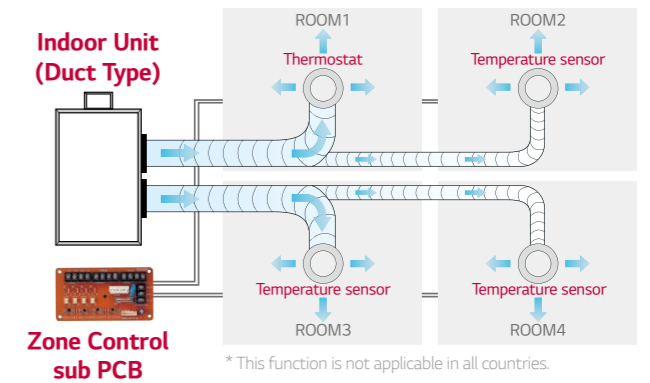 ROOM1
ROOM2
Indoor Unit
(Duct Type)
Thermostat
Temperature sensor
Temperature sensor
Temperature sensor
ROOM3
ROOM4
Zone Control
sub PCB
* This function is not applicable in all countries.